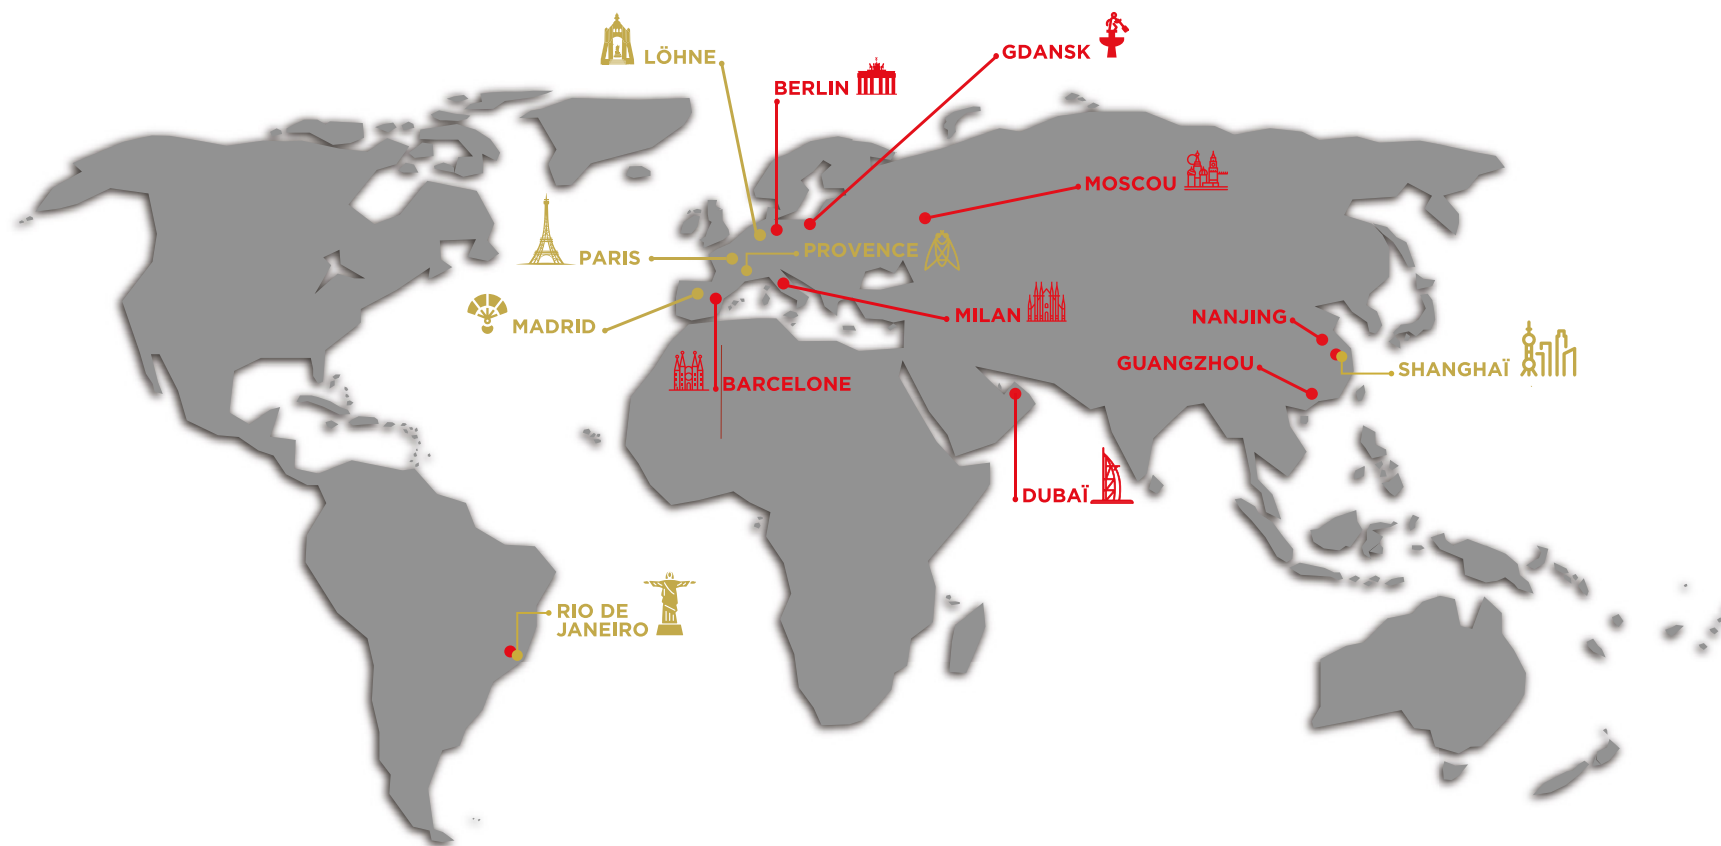 LÖHNE
GDANSK
BERLIN
MOSCOU
PROVENCE
PARIS
MILAN
NANJING
MADRID
GUANGZHOU
SHANGHAÏ
BARCELONE
DUBAÏ
RIO DE
JANEIRO